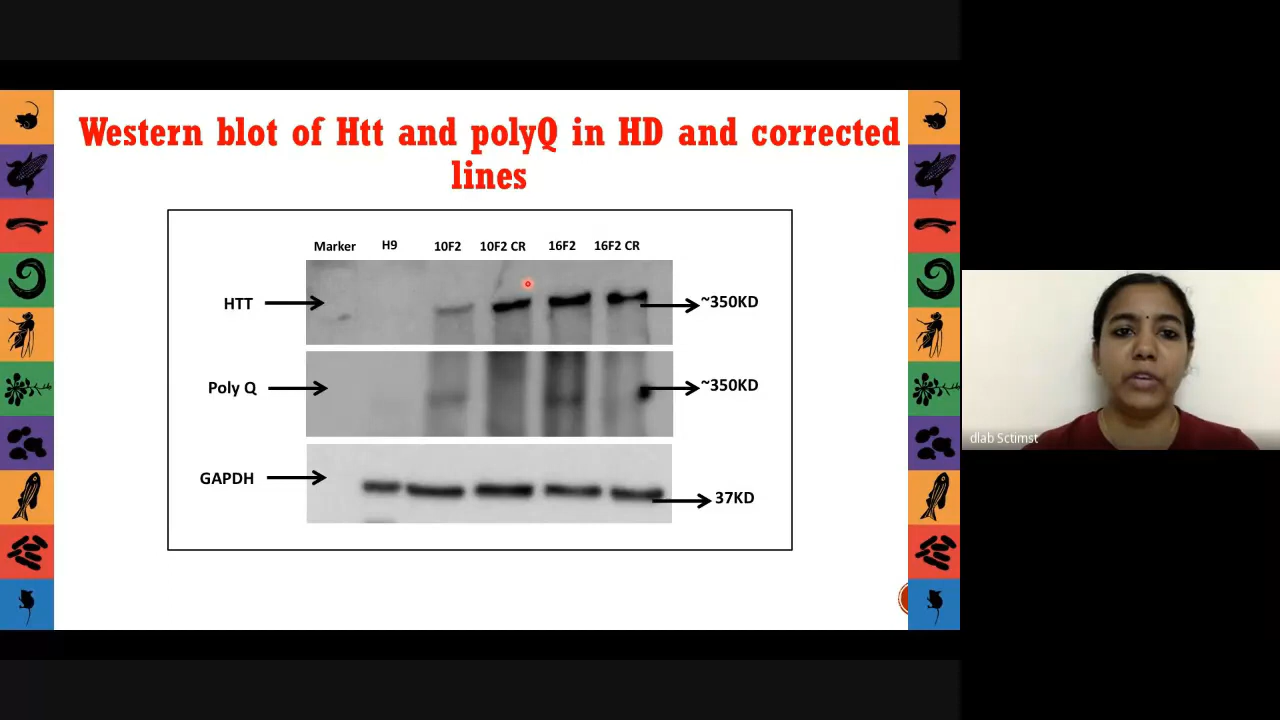 Western blot of Htt and polyQ in HD and corrected
lines
Marker H9 10F2 10F2 CR 16F2 16F2 CR
HTT ~350KD
Poly Q ~350KD
GAPDH 37KD
dlab Sctimst